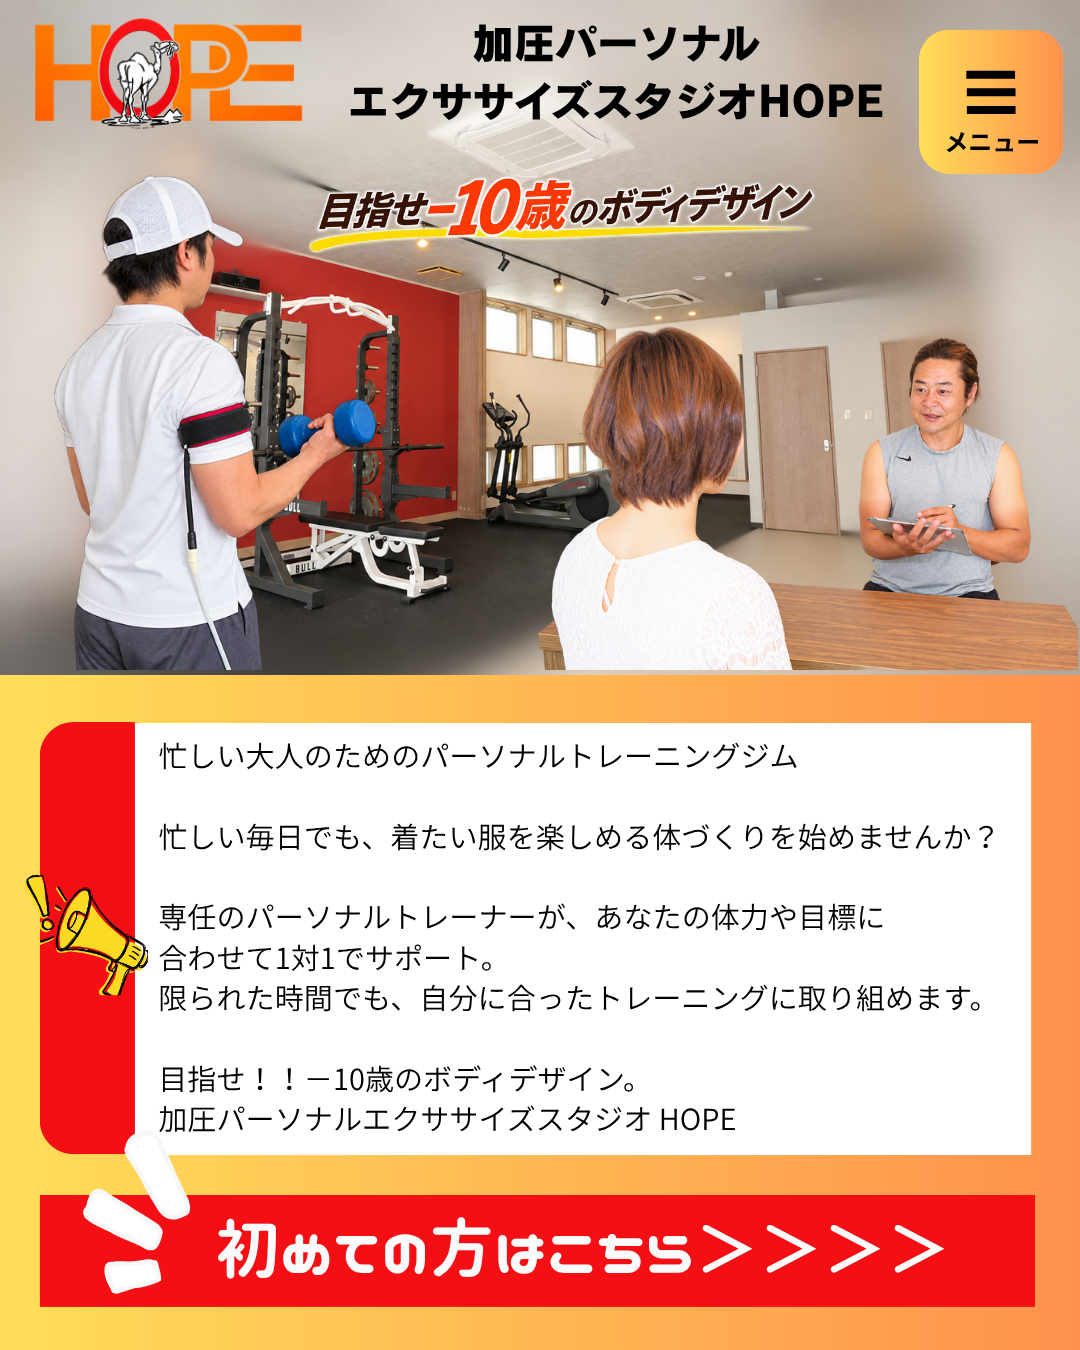 HOPE
加圧パーソナル
エクササイズスタジオHOPE
メニュー
目指せ−10歳のボディデザイン
BULL
BULL
忙しい大人のためのパーソナルトレーニングジム
忙しい毎日でも、着たい服を楽しめる体づくりを始めませんか？
専任のパーソナルトレーナーが、あなたの体力や目標に
合わせて1対1でサポート。
限られた時間でも、自分に合ったトレーニングに取り組めます。
目指せ！！－10歳のボディデザイン。
加圧パーソナルエクササイズスタジオ HOPE
初めての方はこちら＞＞＞＞